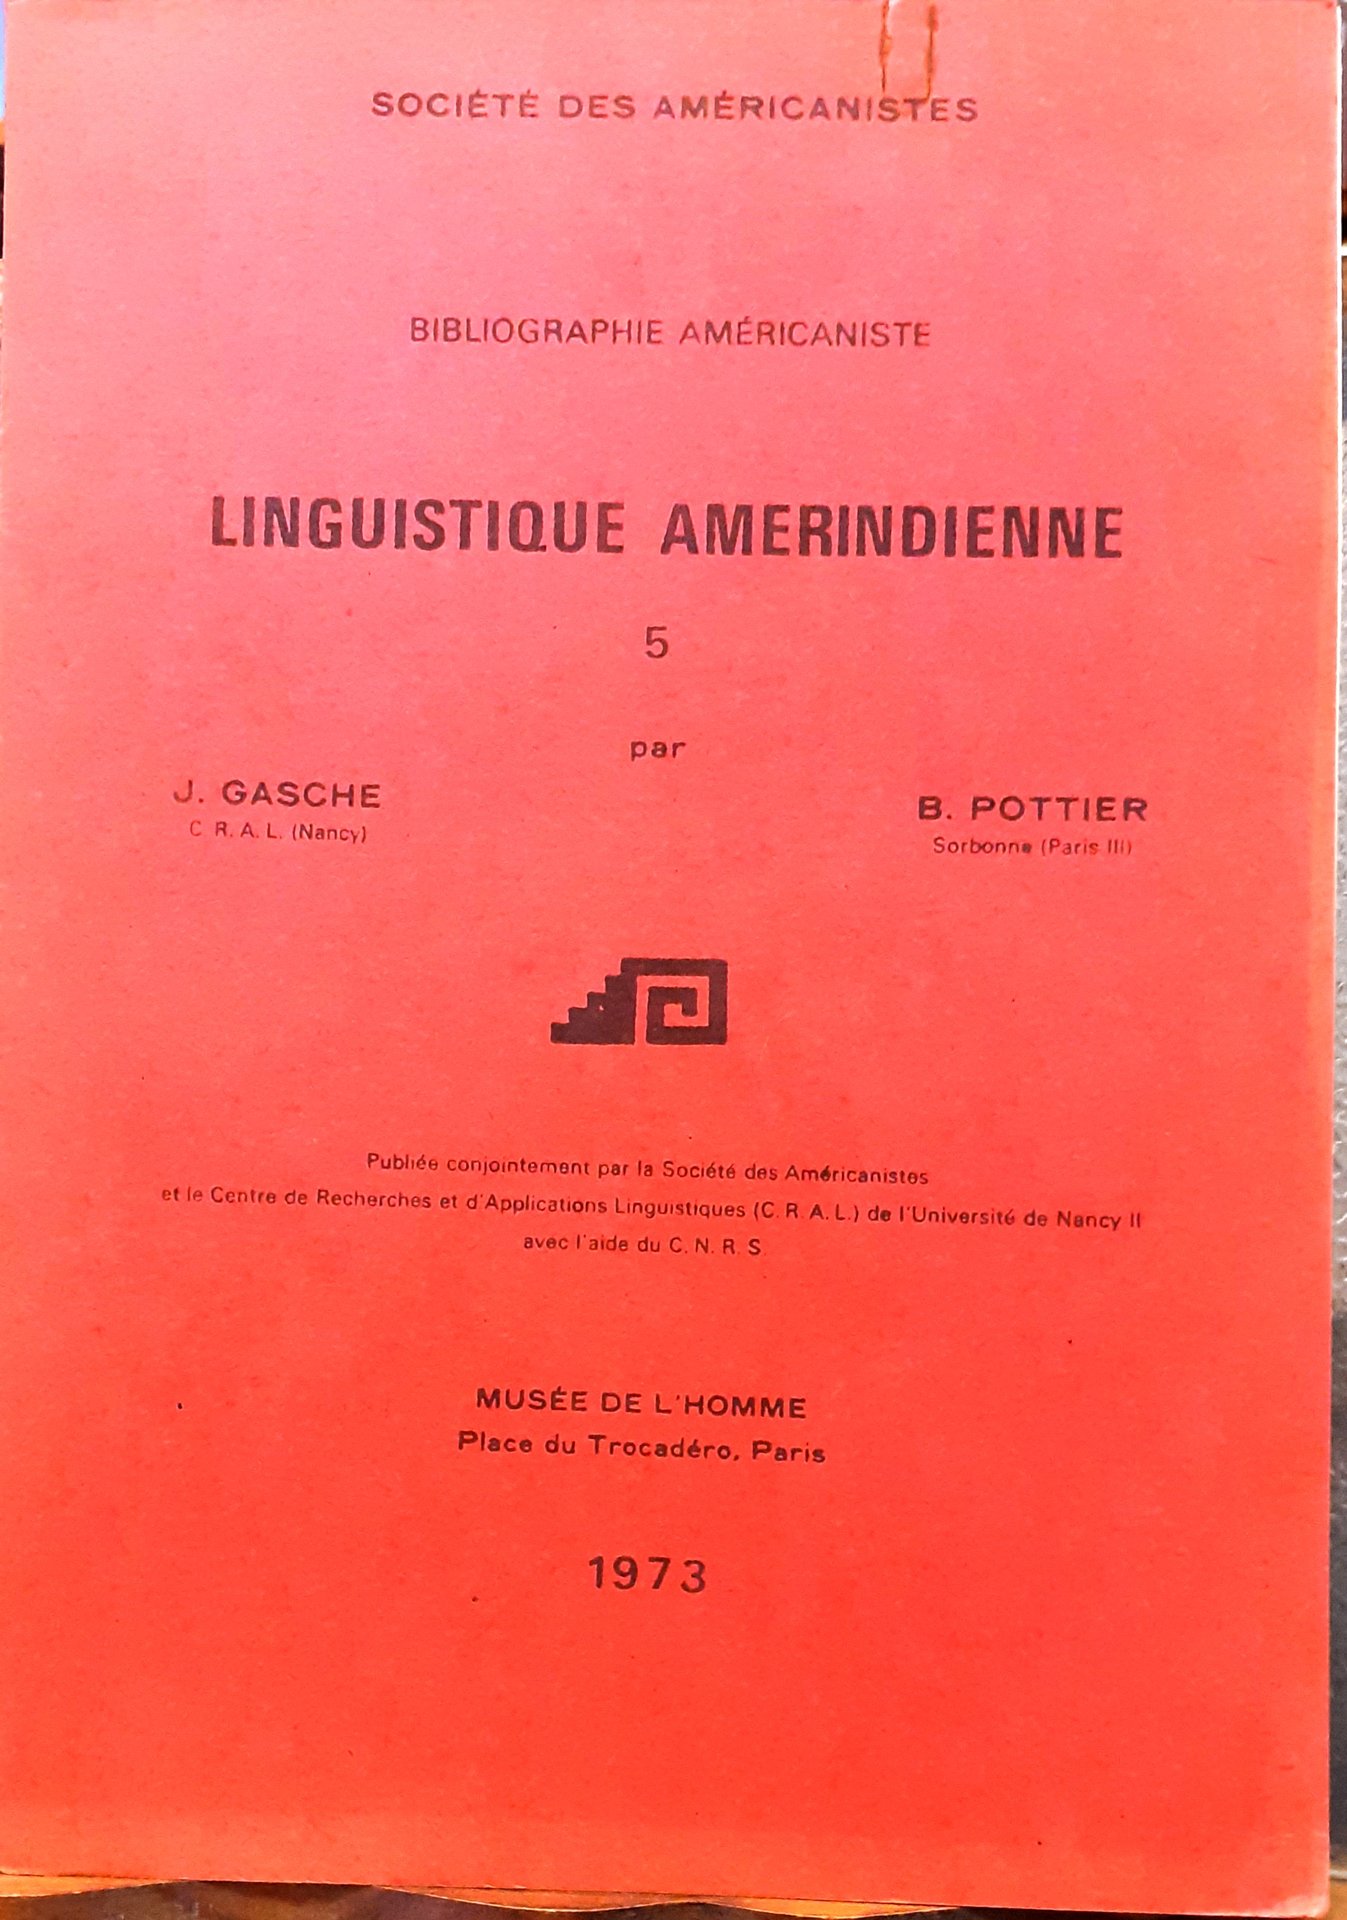 SOCIÉTÉ DES AMÉRICANISTES
BIBLIOGRAPHIE AMÉRICANISTE
LINGUISTIQUE AMERINDIENNE
5
par
J. GASCHE
C R. A. L. (Nancy)
B. POTTIER
Sorbonne (Paris III)
Publiée conjointement par la Société des Américanistes
et le Centre de Recherches et d'Applications Linguistiques (C. R. A. L.) de l'Université de Nancy II
avec l'aide du C. N. R. S
MUSÉE DE L'HOMME
Place du Trocadéro, Paris
1973